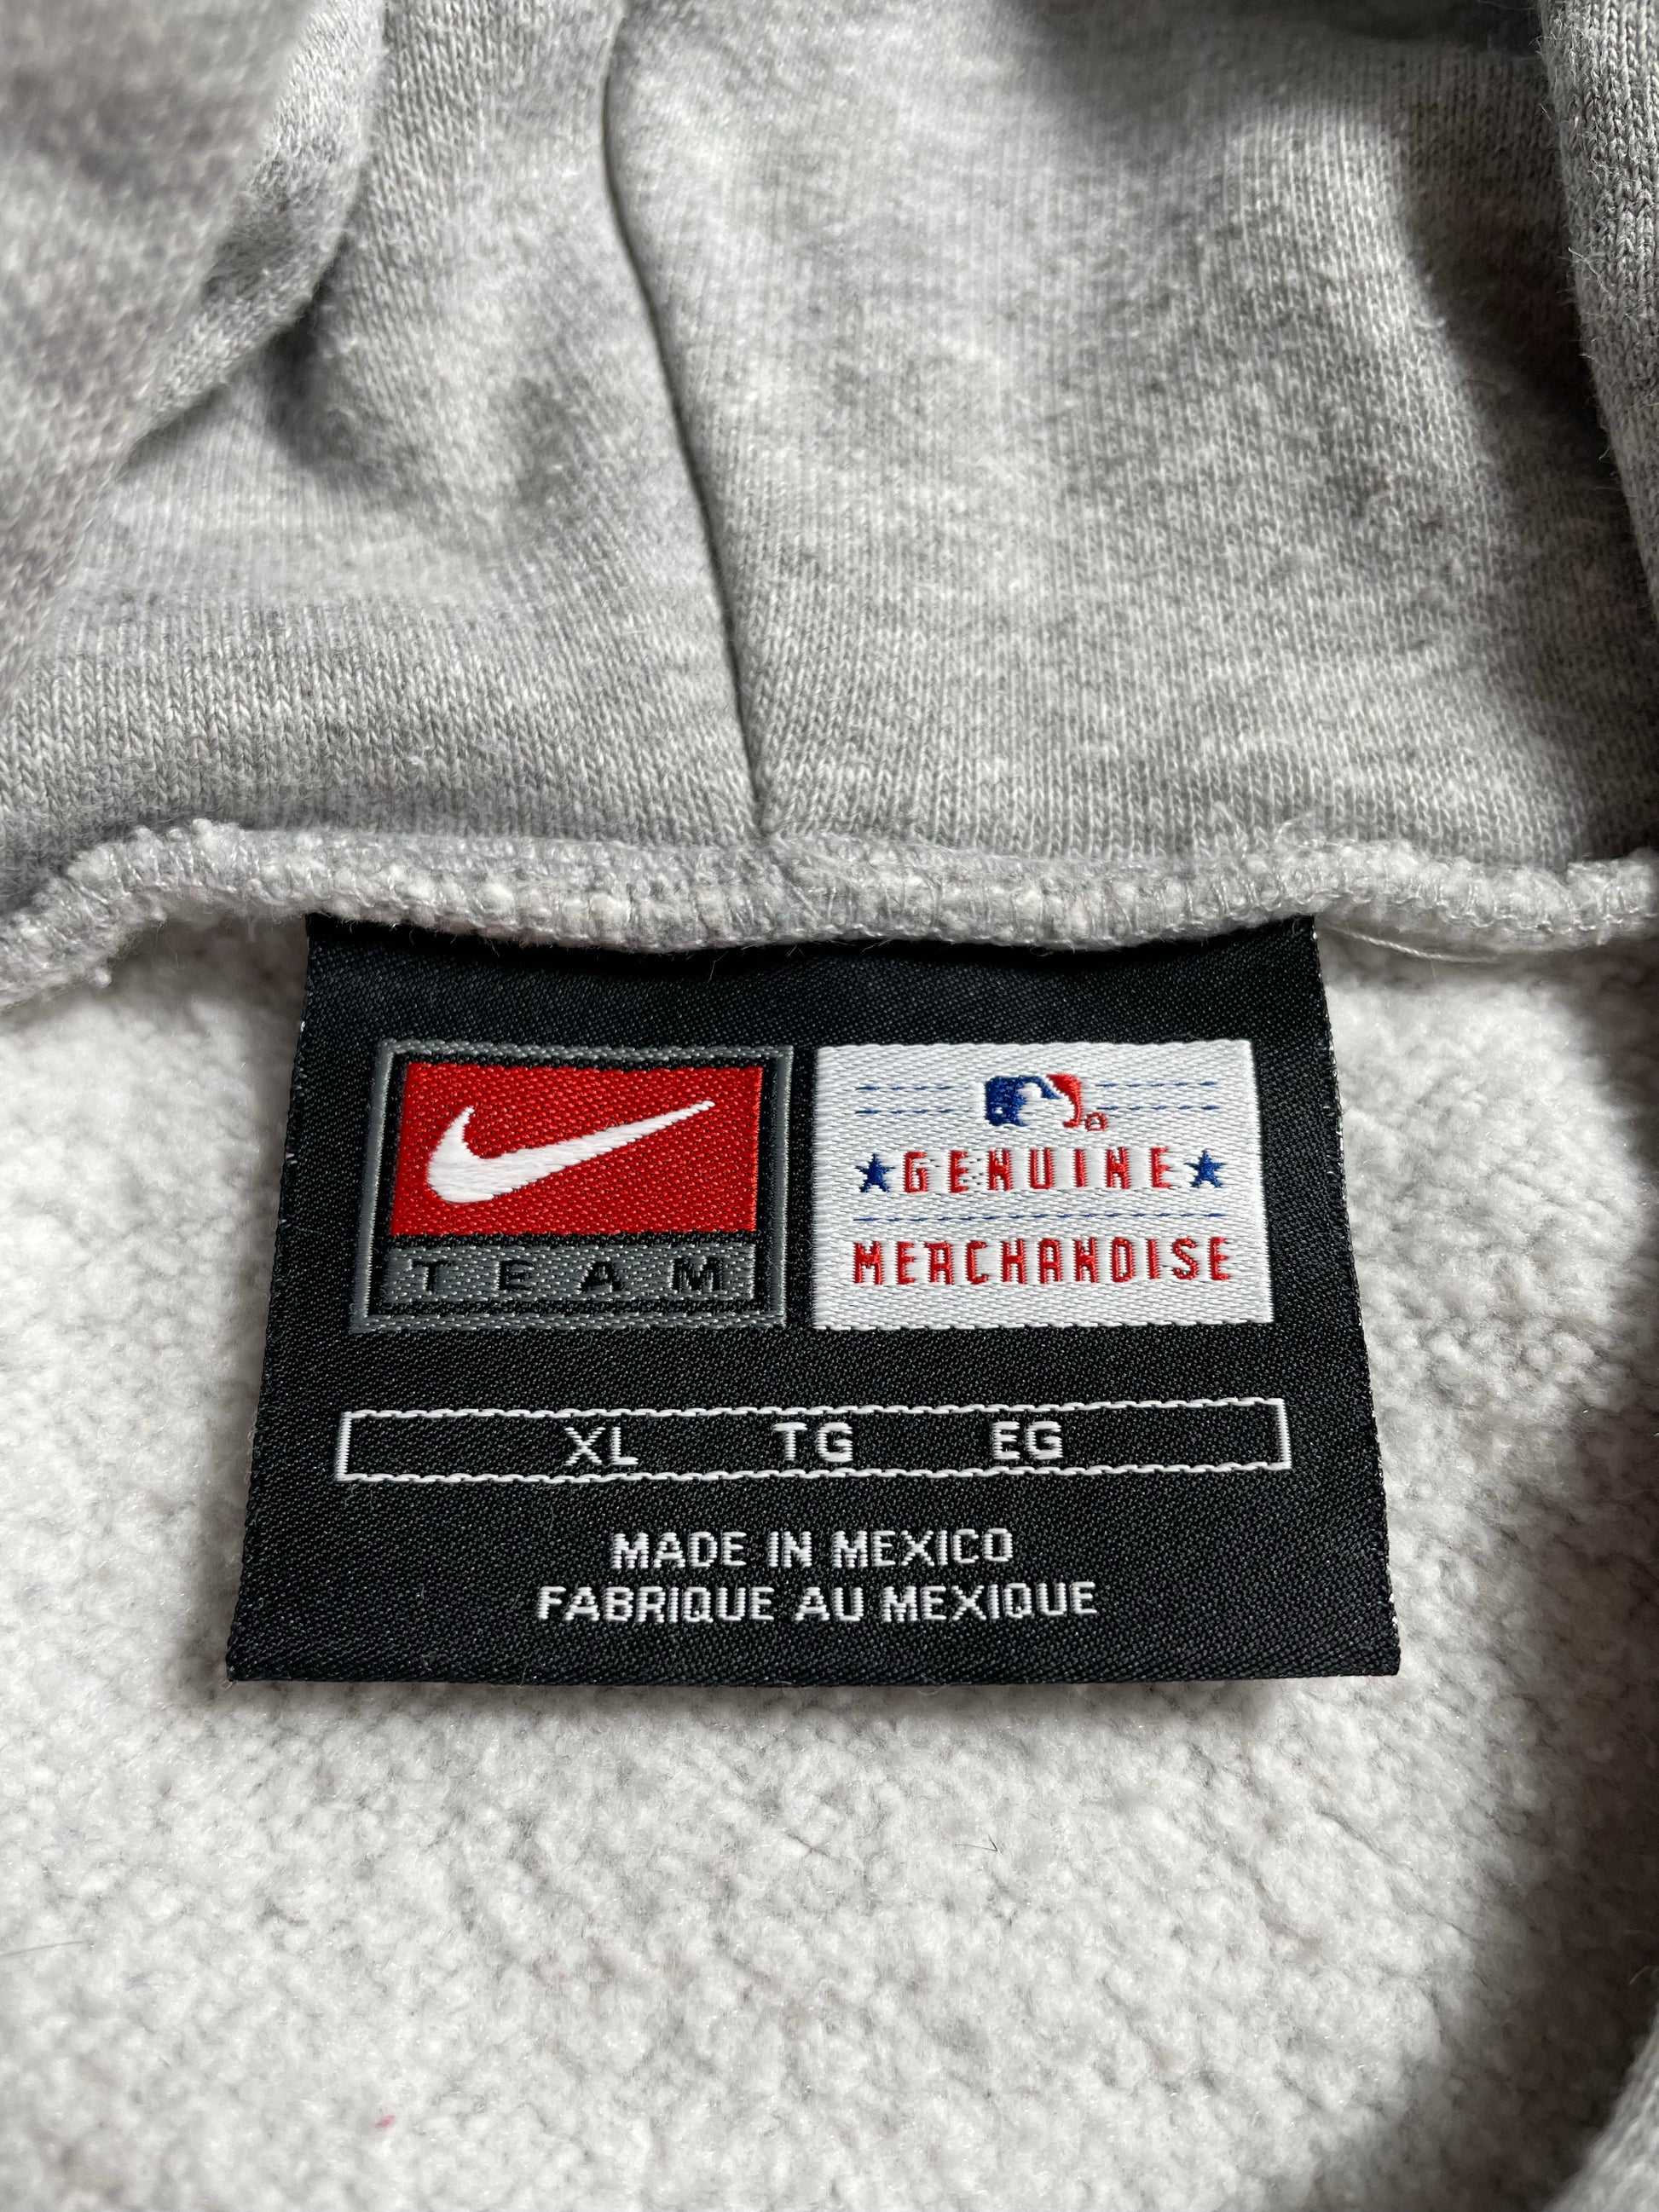 TEAM
GENUINE
MERCHANDISE
XL TG EG
MADE IN MEXICO
FABRIQUE AU MEXIQUE